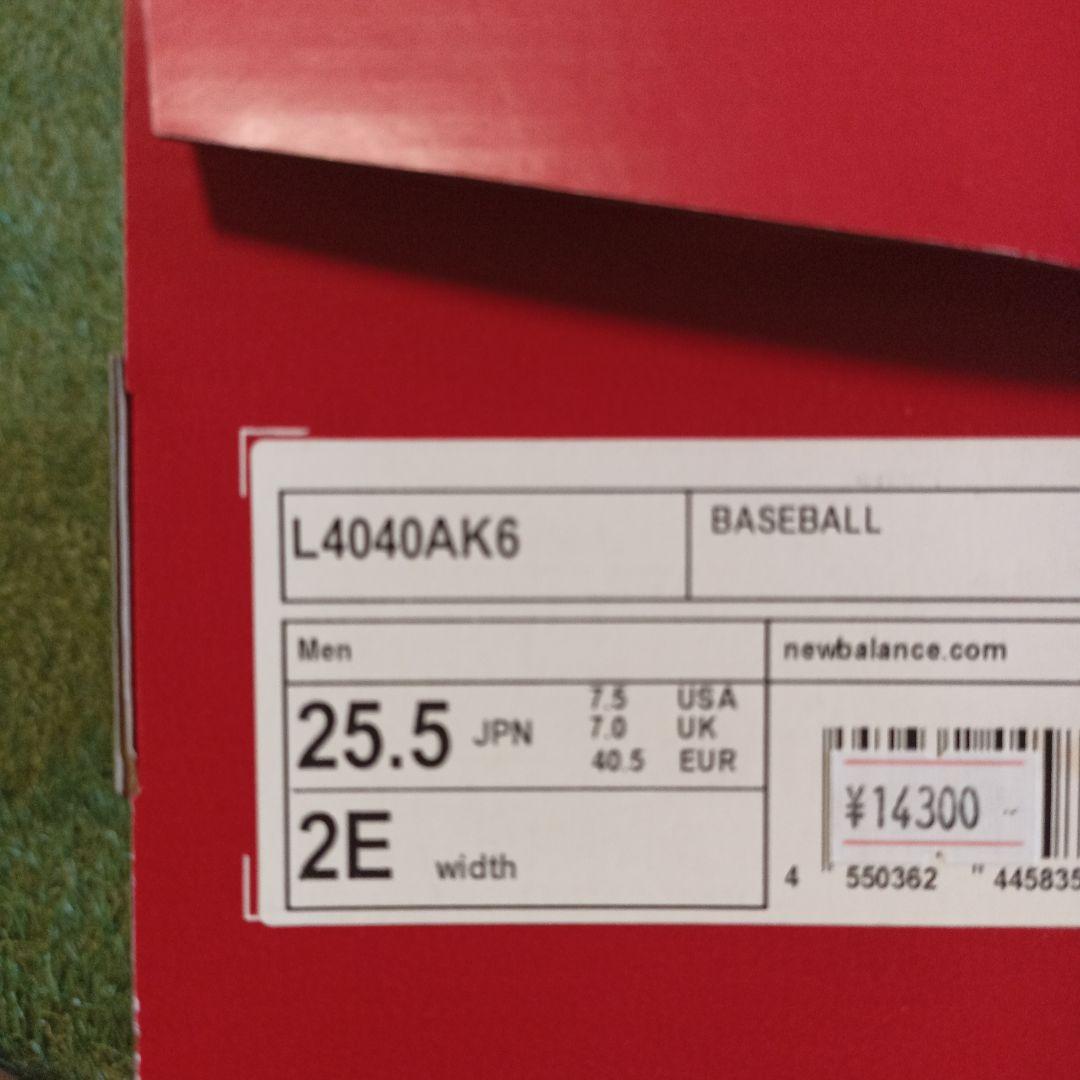 L4040AK6
BASEBALL
Men
newbalance.com
25.5 JPN
7.5 USA
7.0 UK
40.5 EUR
2E width
¥14300
4 550362 445835